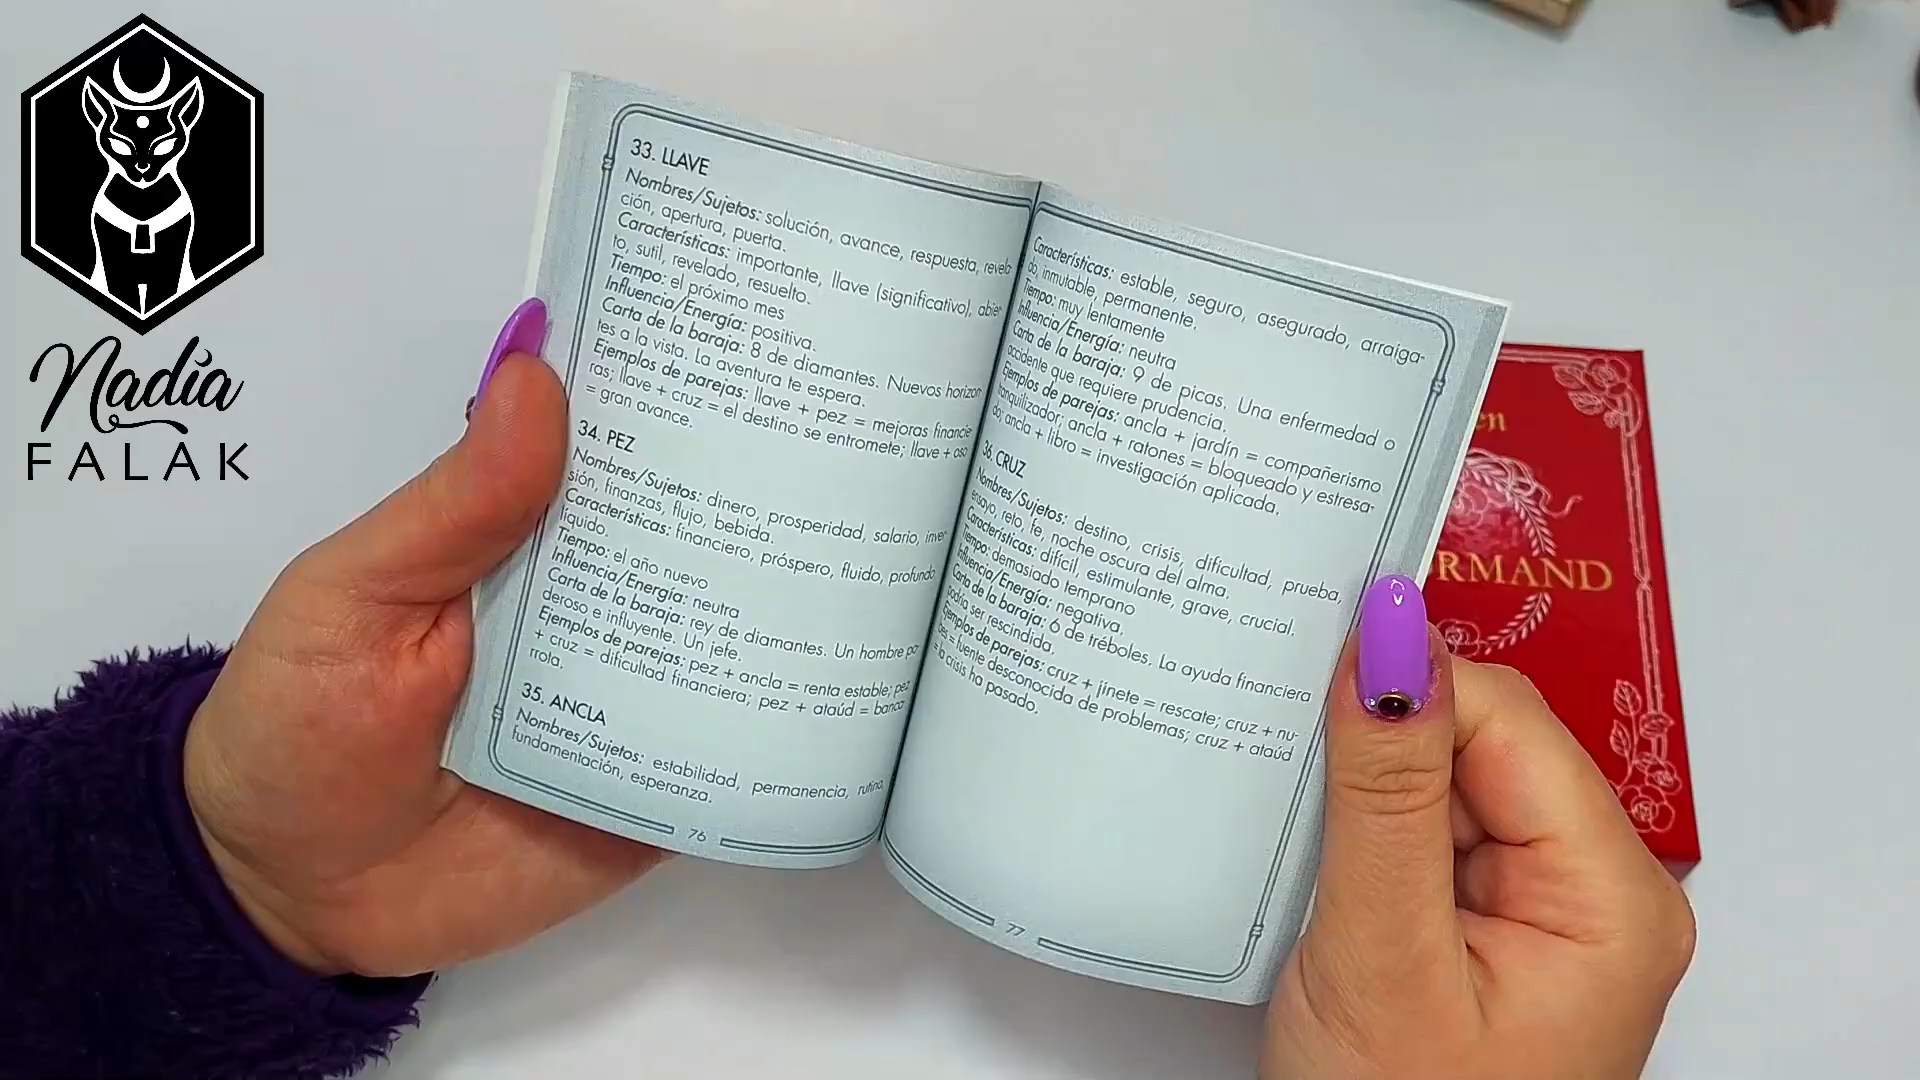 Nadia
FALAK
33. LLAVE
Nombres/Sujetos: solución, avance, respuesta, revela-
ción, apertura, puerta.
Características: importante, llave (significativo), abier-
to, sutil, revelado, resuelto.
Tiempo: el próximo mes
Influencia/Energía: positiva.
Carta de la baraja: 8 de diamantes. Nuevos horizon-
tes a la vista. La aventura te espera.
Ejemplos de parejas: llave + pez = mejoras financie-
ras; llave + cruz = el destino se entromete; llave + oso
= gran avance.
34. PEZ
Nombres/Sujetos: dinero, prosperidad, salario, inver-
sión, finanzas, flujo, bebida.
Características: financiero, próspero, fluido, profundo,
líquido.
Tiempo: el año nuevo
Influencia/Energía: neutra
Carta de la baraja: rey de diamantes. Un hombre po-
deroso e influyente. Un jefe.
Ejemplos de parejas: pez + ancla = renta estable; pez
+ cruz = dificultad financiera; pez + ataúd = banca-
rrota.
35. ANCLA
Nombres/Sujetos: estabilidad, permanencia, rutina,
fundamentación, esperanza.
76
Características: estable, seguro, asegurado, arraiga-
do, inmutable, permanente.
Tiempo: muy lentamente
Influencia/Energía: neutra
Carta de la baraja: 9 de picas. Una enfermedad o
accidente que requiere prudencia.
Ejemplos de parejas: ancla + jardín = compañerismo
tranquilizador; ancla + ratones = bloqueado y estresa-
do; ancla + libro = investigación aplicada.
36. CRUZ
Nombres/Sujetos: destino, crisis, dificultad, prueba,
ensayo, reto, fe, noche oscura del alma.
Características: difícil, estimulante, grave, crucial.
Tiempo: demasiado temprano
Influencia/Energía: negativa.
Carta de la baraja: 6 de tréboles. La ayuda financiera
podría ser rescindida.
Ejemplos de parejas: cruz + jinete = rescate; cruz + nu-
bes = fuente desconocida de problemas; cruz + ataúd
= la crisis ha pasado.
77